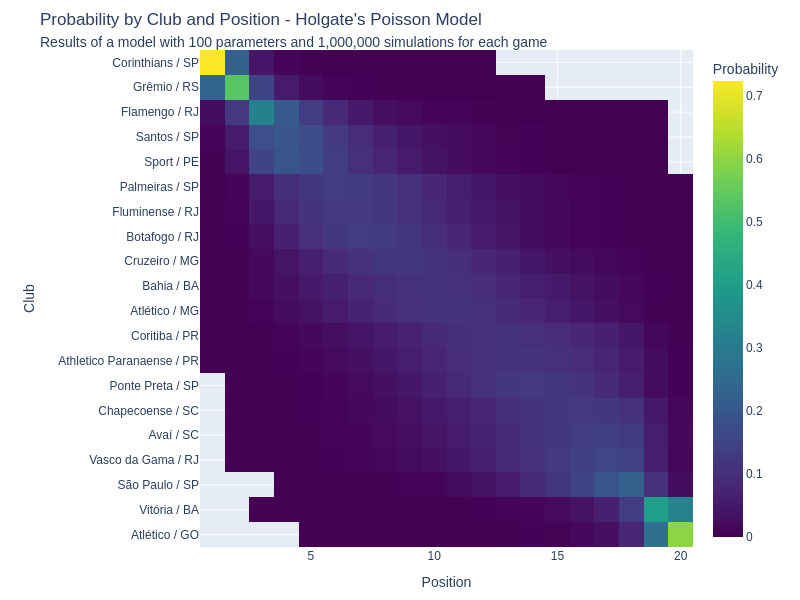 Probability by Club and Position - Holgate's Poisson Model
Results of a model with 100 parameters and 1,000,000 simulations for each game
Probability
Corinthians / SP
Grêmio / RS
Flamengo / RJ
Santos / SP
Sport / PE
Palmeiras / SP
Fluminense / RJ
Botafogo / RJ
Cruzeiro / MG
Bahia / BA
Atlético / MG
Coritiba / PR
Athletico Paranaense / PR
Ponte Preta / SP
Chapecoense / SC
Avaí / SC
Vasco da Gama / RJ
São Paulo / SP
Vitória / BA
Atlético / GO
Club
5 10 15 20
Position
0.7
0.6
0.5
0.4
0.3
0.2
0.1
0